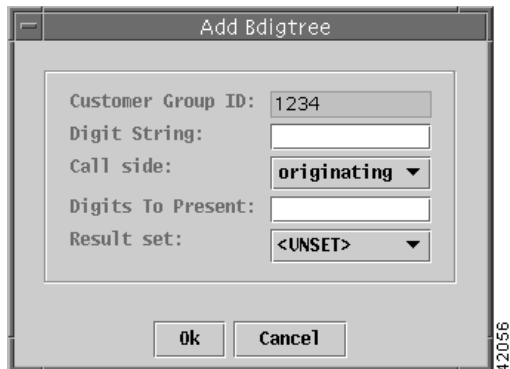 Add Bdigtree
Customer Group ID: 1234
Digit String:
Call side: originating
Digits To Present:
Result set: <UNSET>
Ok Cancel
42056